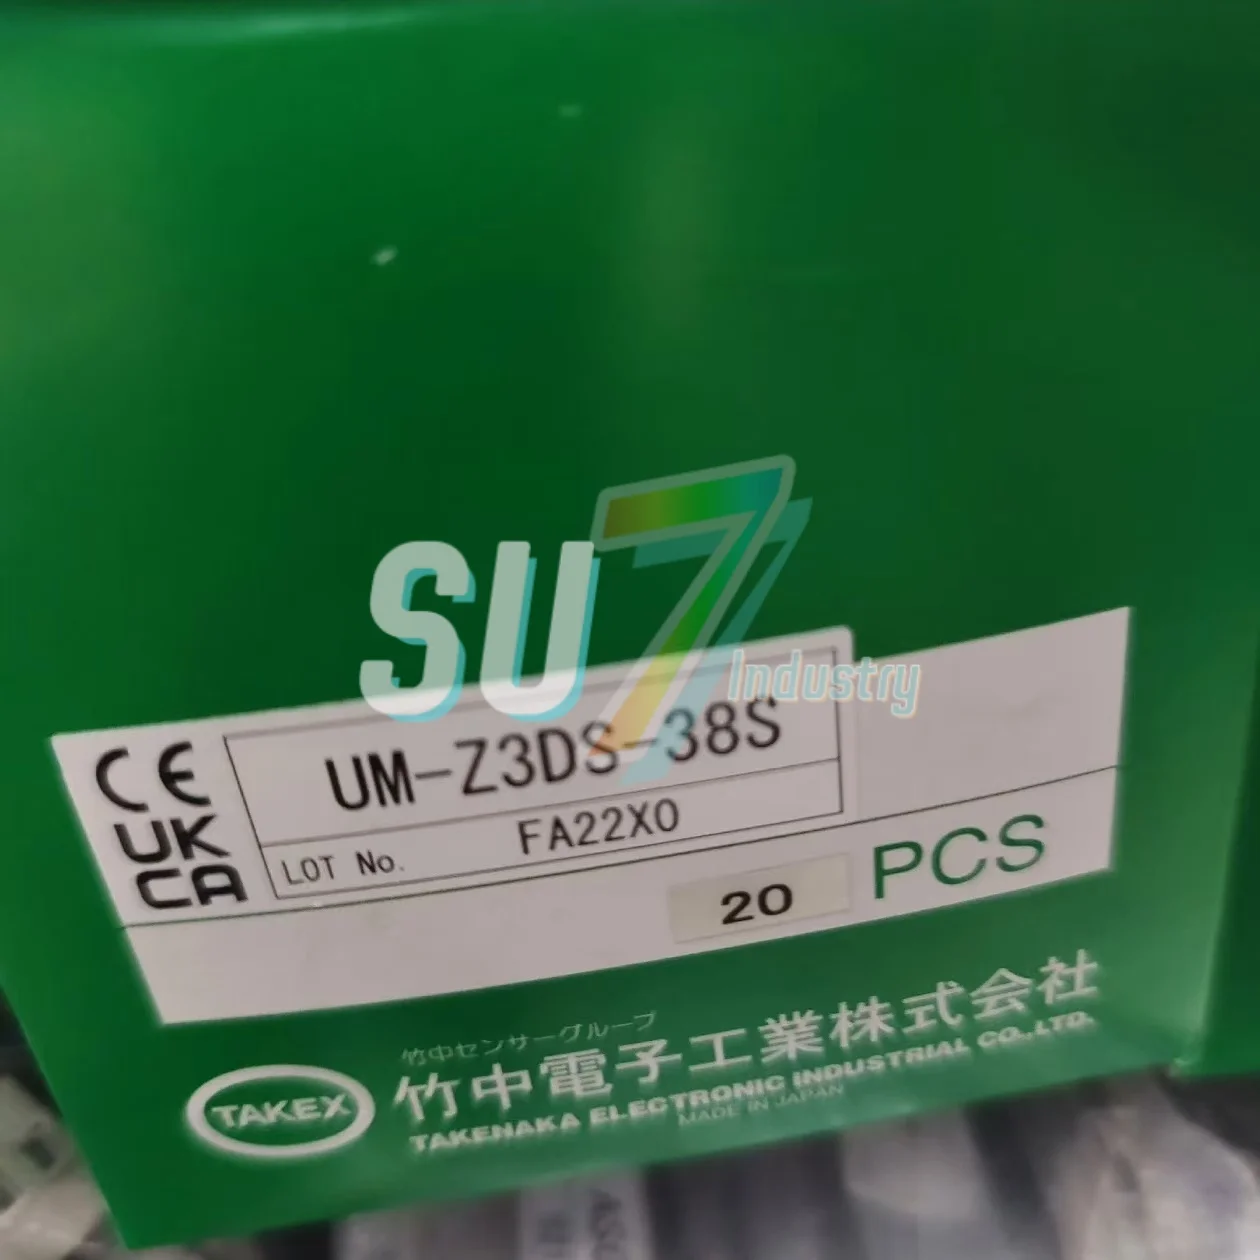 SU7
Industry
CE
UK
CA
UM-Z3DS-38S
LOT No. FA22X0
20 PCS
竹中センサーグループ
TAKEX 竹中電子工業株式会社
TAKENAKA ELECTRONIC INDUSTRIAL CO.,LTD.
MADE IN JAPAN